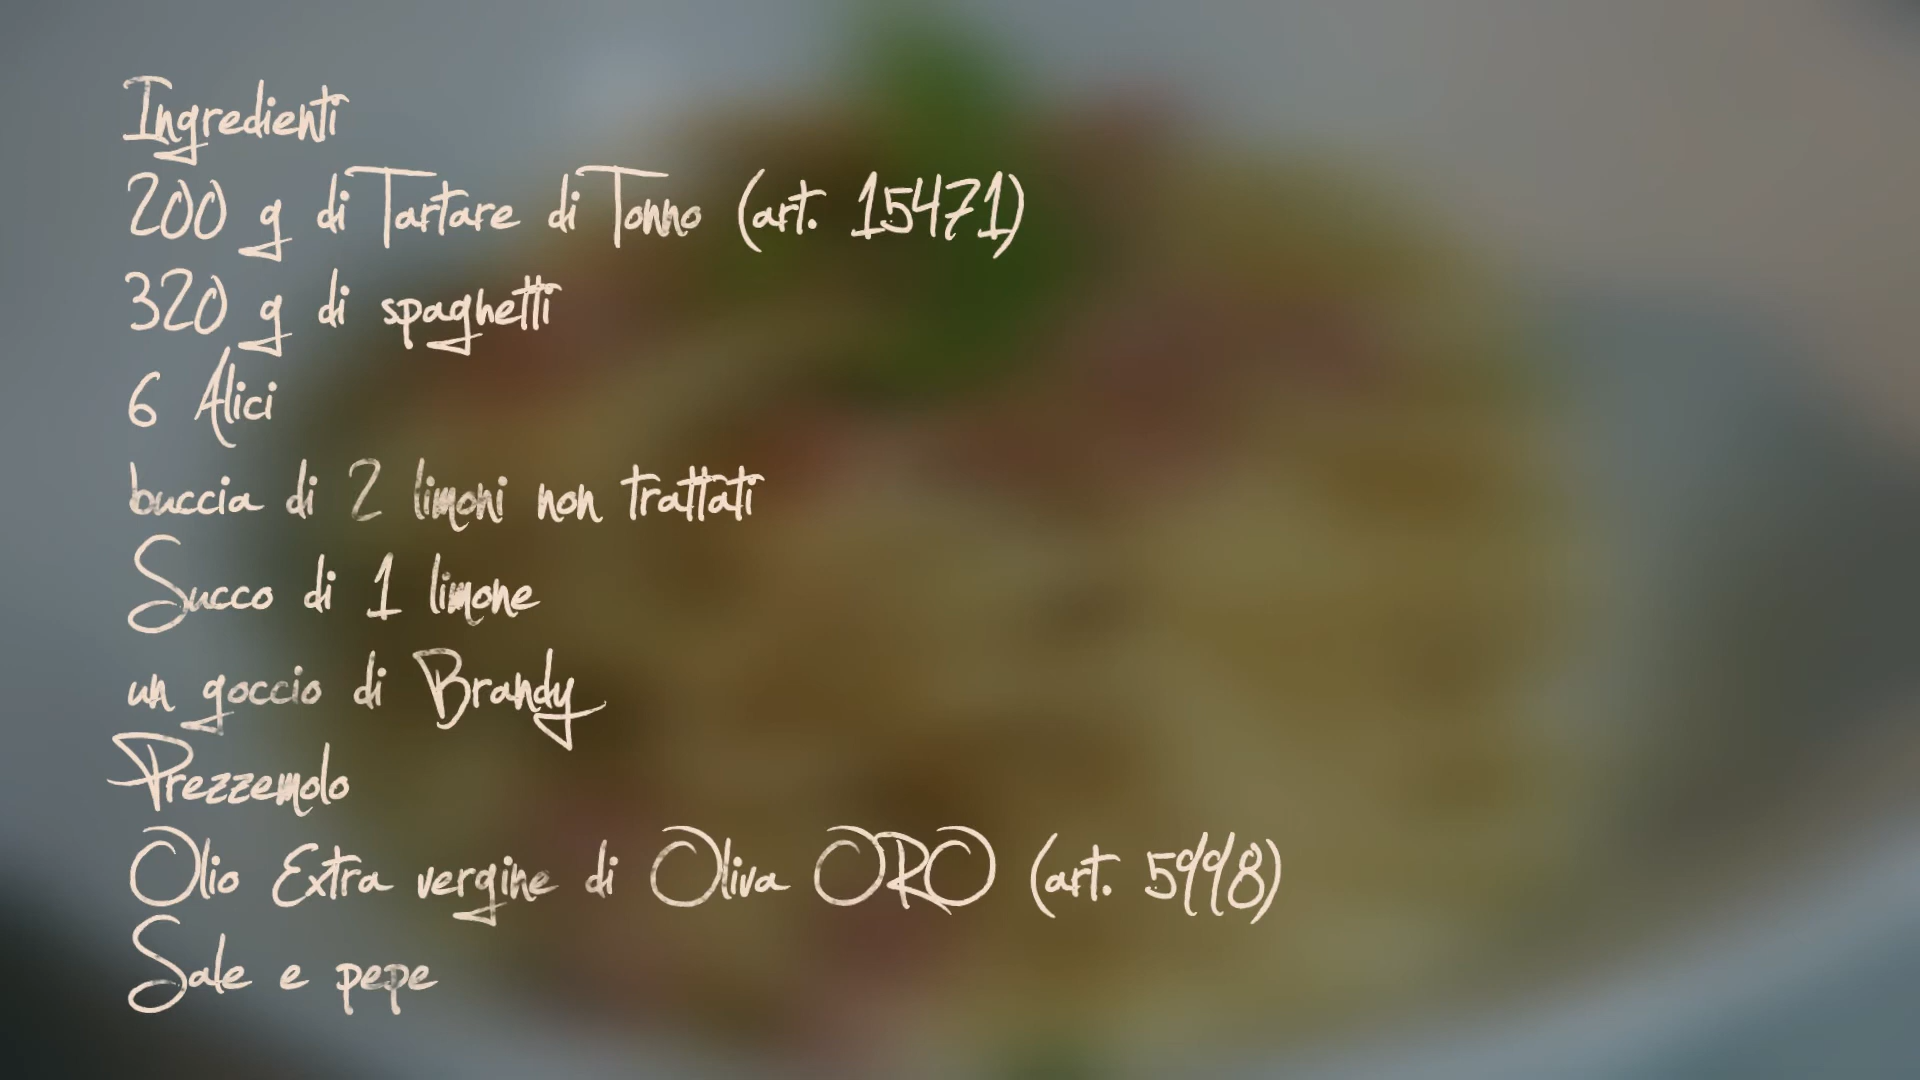 Ingredienti
200 g di Tartare di Tonno (art. 15471)
320 g di spaghetti
6 Alici
buccia di 2 limoni non trattati
Succo di 1 limone
un goccio di Brandy
Prezzemolo
Olio Extra vergine di Oliva ORO (art. 5998)
Sale e pepe